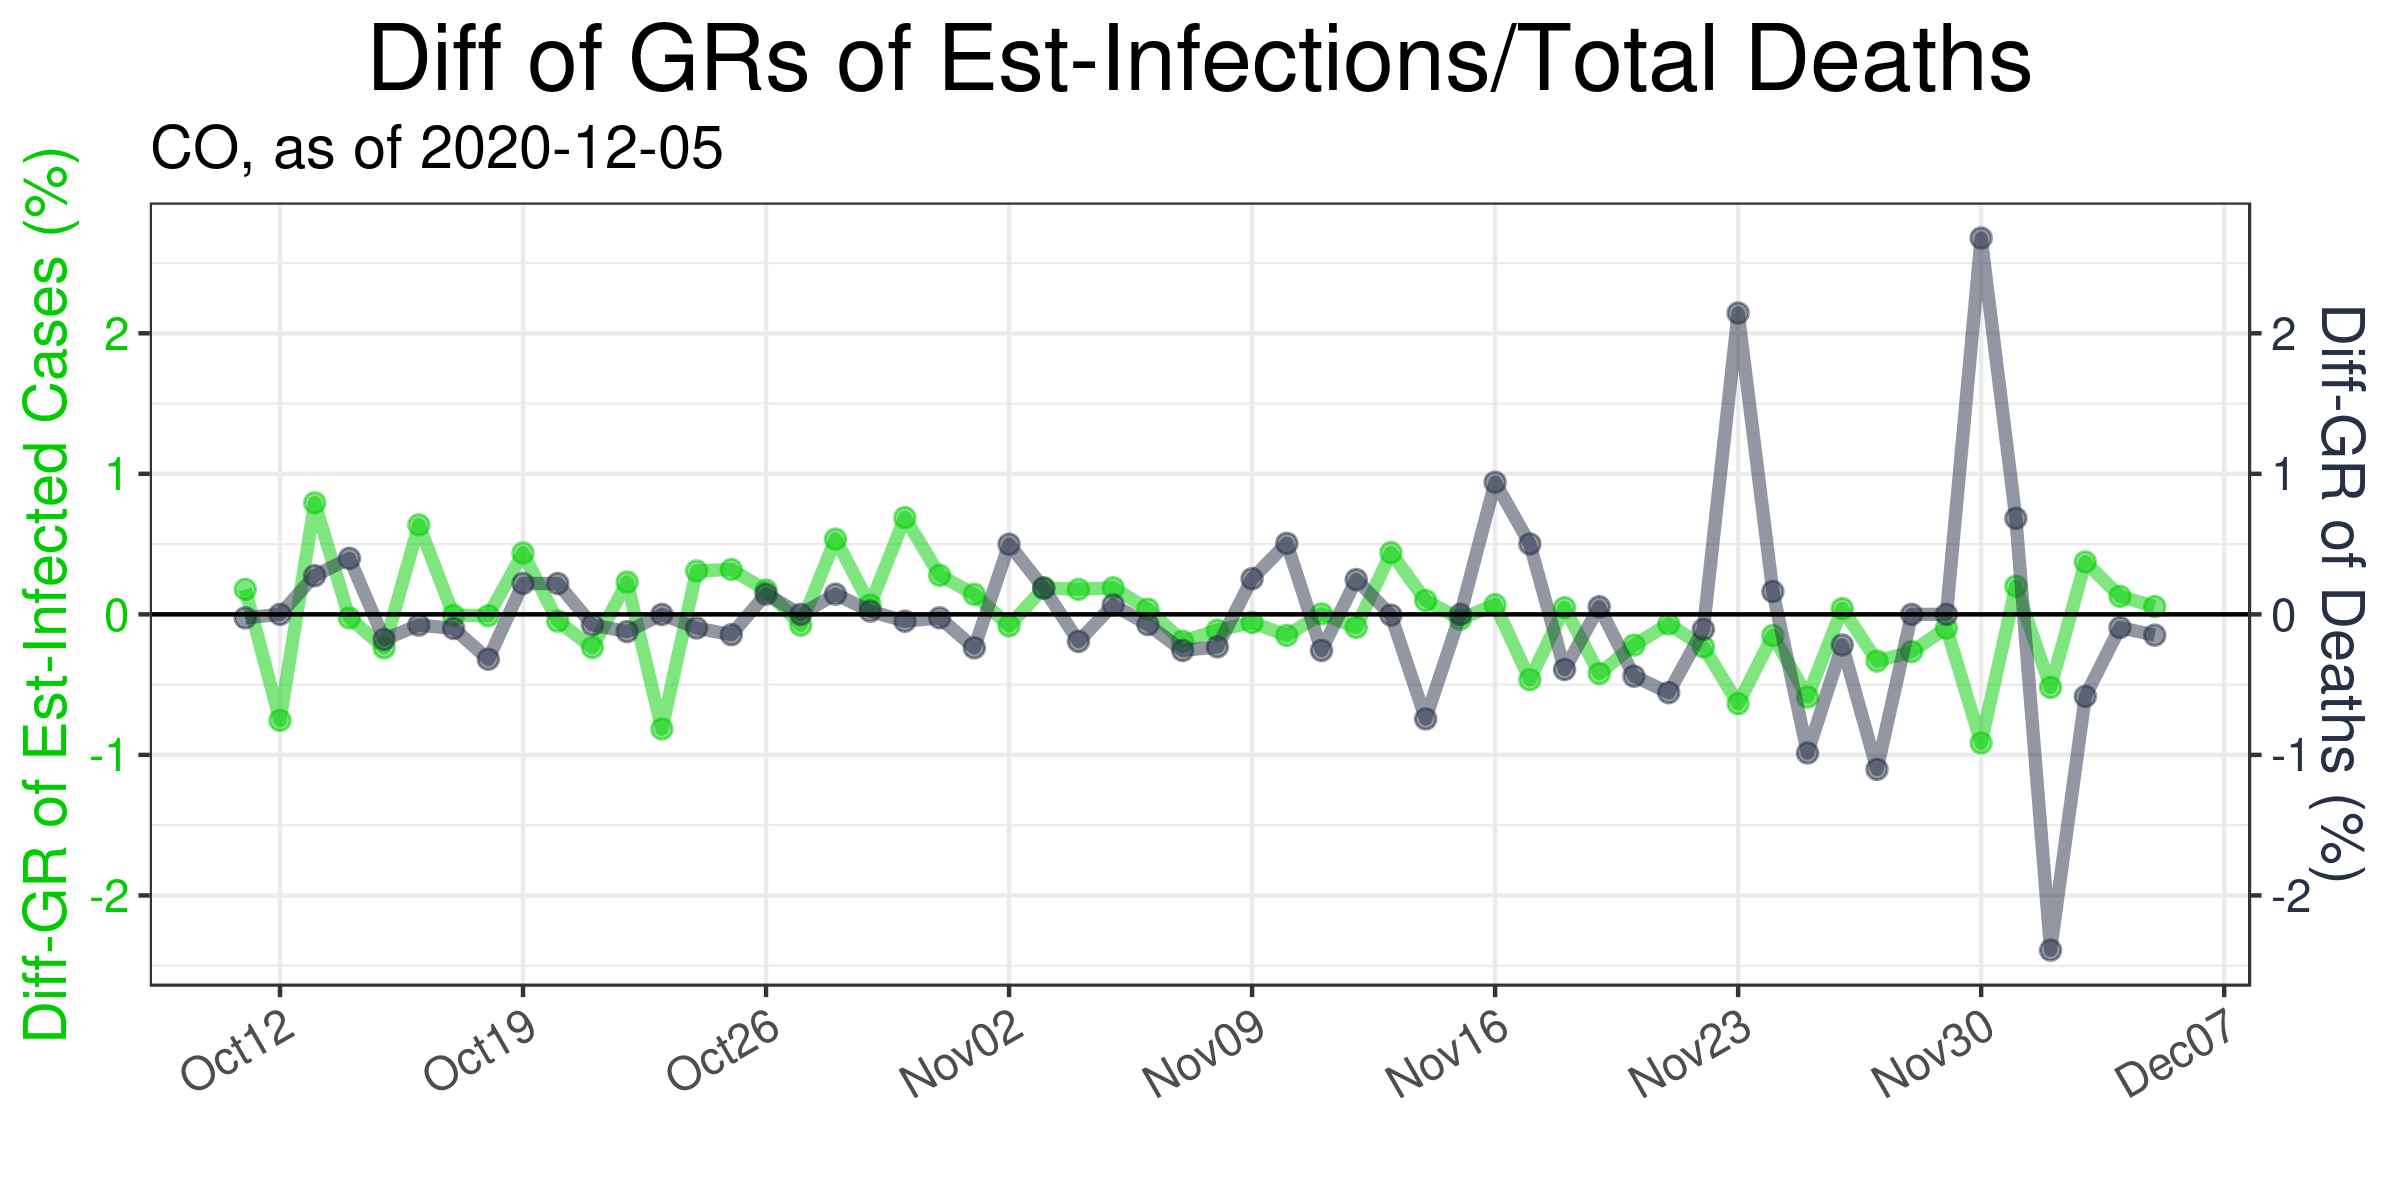 Diff of GRs of Est-Infections/Total Deaths
CO, as of 2020-12-05
Diff-GR of Est-Infected Cases (%)
2
1
0
-1
-2
2
1
0
-1
-2
Diff-GR of Deaths (%)
Oct12
Oct19
Oct26
Nov02
Nov09
Nov16
Nov23
Nov30
Dec07